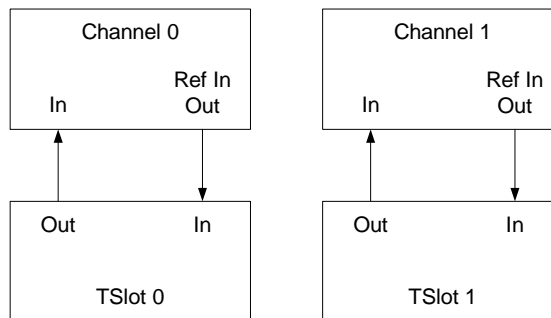 Channel 0
Ref In
In Out
Out In
TSlot 0
Channel 1
Ref In
In Out
Out In
TSlot 1